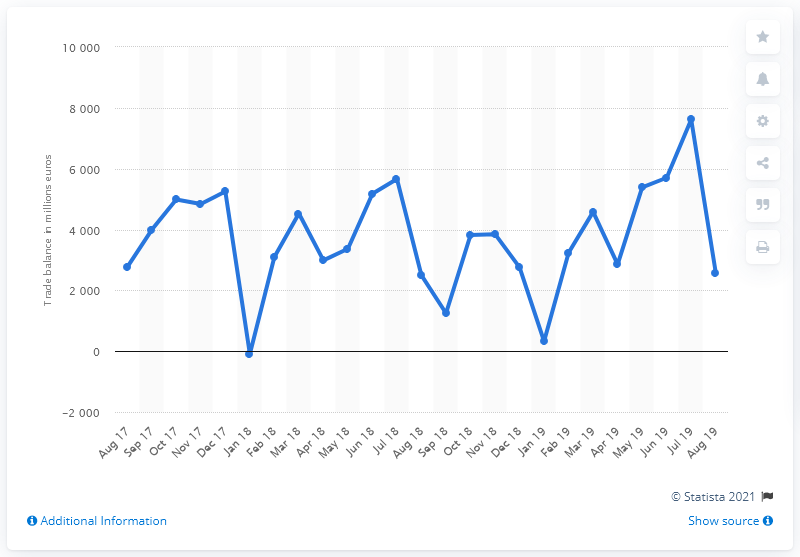 10 000
8 000
6 000
4 000
2 000
0
−2 000
Trade balance in millions euros
Aug 17
Sep 17
Oct 17
Nov 17
Dec 17
Jan 18
Feb 18
Mar 18
Apr 18
May 18
Jun 18
Jul 18
Aug 18
Sep 18
Oct 18
Nov 18
Dec 18
Jan 19
Feb 19
Mar 19
Apr 19
May 19
Jun 19
Jul 19
Aug 19
© Statista 2021
Additional Information
Show source